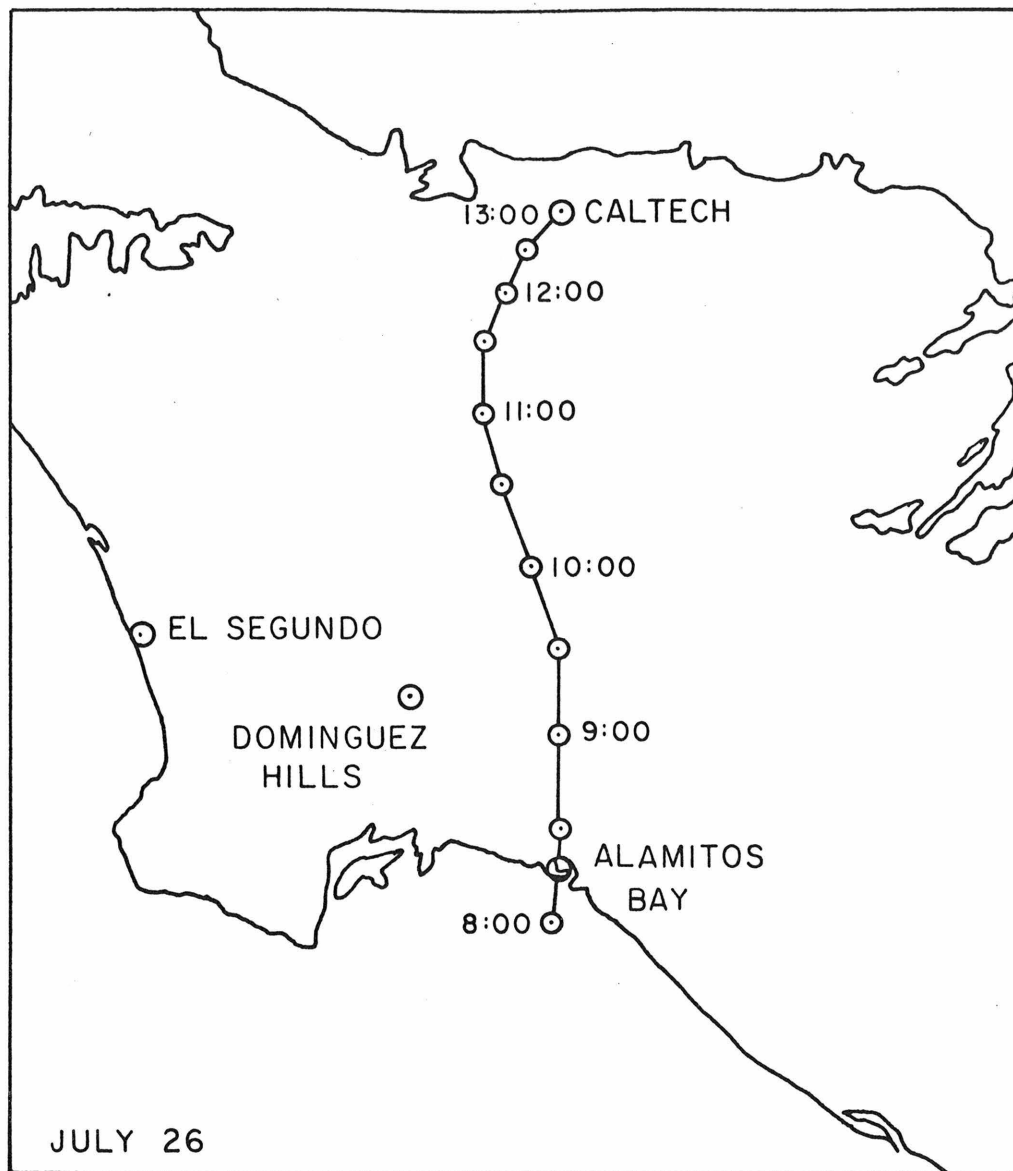 13:00 CALTECH
12:00
11:00
10:00
EL SEGUNDO
9:00
DOMINGUEZ
HILLS
ALAMITOS
BAY
8:00
JULY 26